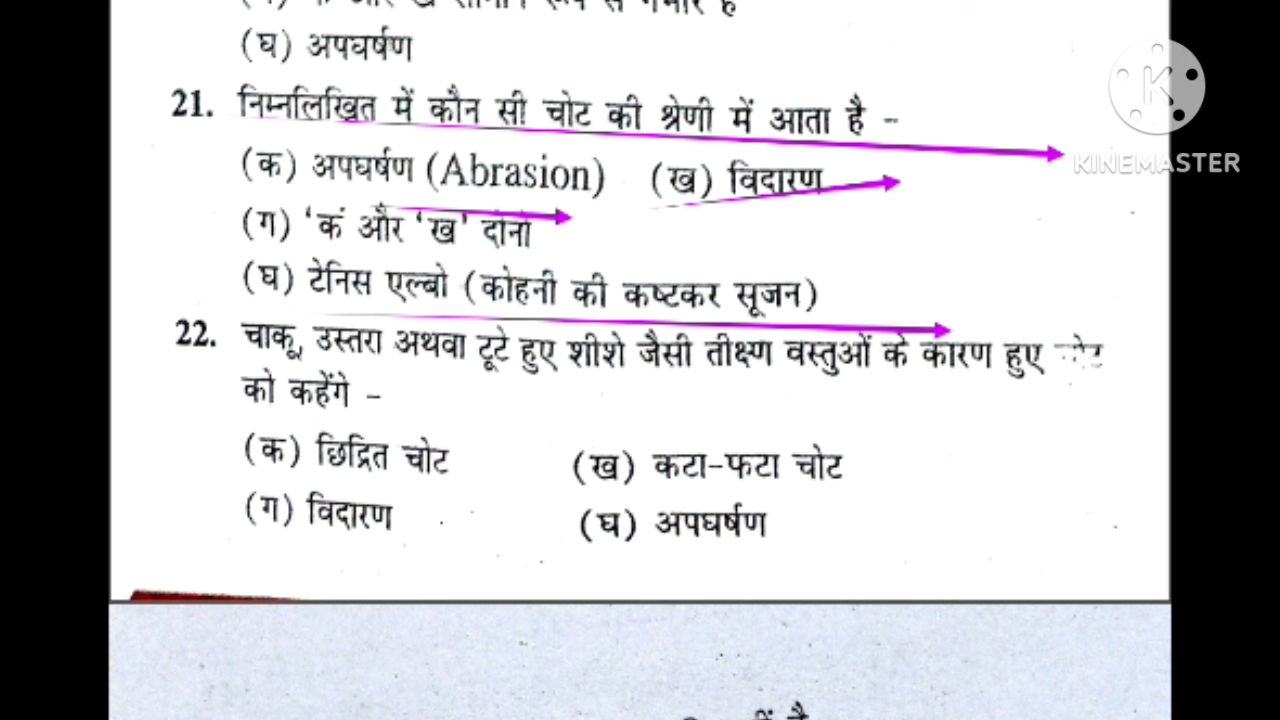 (घ) अपघर्षण
21. निम्नलिखित में कौन सी चोट की श्रेणी में आता है -
(क) अपघर्षण (Abrasion) (ख) विदारण
(ग) 'क' और 'ख' दोनों
(घ) टेनिस एल्बो (कोहनी की कष्टकर सूजन)
22. चाकू, उस्तरा अथवा टूटे हुए शीशे जैसी तीक्ष्ण वस्तुओं के कारण हुए
को कहेंगे -
(क) छिद्रित चोट (ख) कटा-फटा चोट
(ग) विदारण (घ) अपघर्षण
KINEMASTER